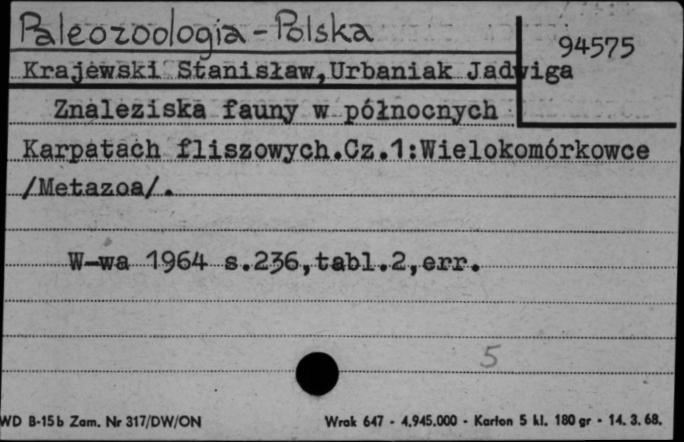 Paleozoologia - Polska
94575
Krajewski Stanisław,Urbaniak Jadwiga
Znaleziska fauny w północnych
Karpatach fliszowych.Cz.1:Wielokomórkowce
/Metazoa/.
W-wa 1964 s.236,tabl.2,err.
5
WD B-15b Zam. Nr 317/DW/ON
Wrak 647 - 4.945.000 - Karton 5 kl. 180 gr - 14. 3. 68.